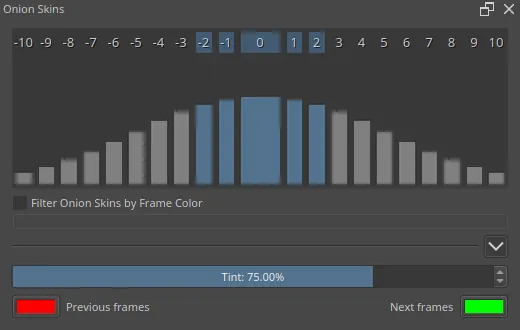 Onion Skins
-10 -9 -8 -7 -6 -5 -4 -3 -2 -1 0 1 2 3 4 5 6 7 8 9 10
Filter Onion Skins by Frame Color
Tint: 75.00%
Previous frames Next frames